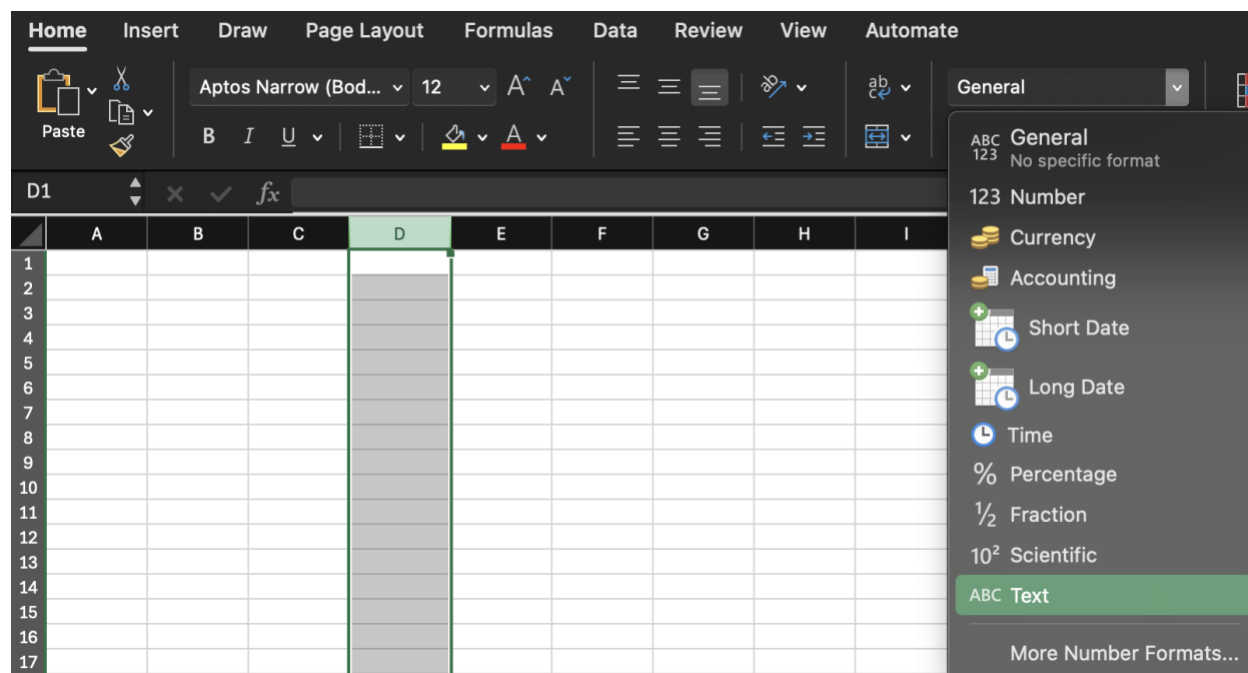 Home Insert Draw Page Layout Formulas Data Review View Automate
Paste
Aptos Narrow (Bod... 12 A^ A˅
ab
c
General
B I U A
D1 fx
A B C D E F G H I
1
2
3
4
5
6
7
8
9
10
11
12
13
14
15
16
17
ABC
123
General
No specific format
123 Number
Currency
Accounting
Short Date
Long Date
Time
% Percentage
½ Fraction
10² Scientific
ABC Text
More Number Formats...